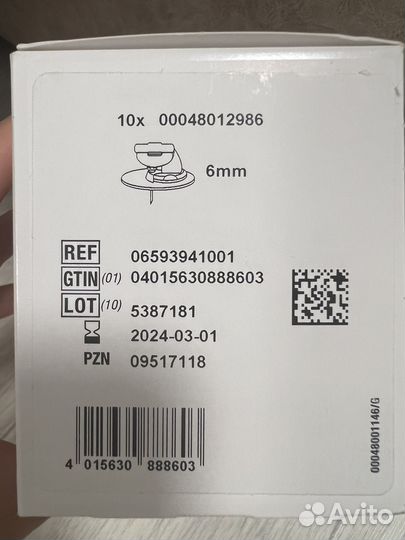 10x 00048012986
6mm
REF 06593941001
GTIN (01) 04015630888603
LOT (10) 5387181
2024-03-01
PZN 09517118
00048001146/G
4 015630 888603
Avito